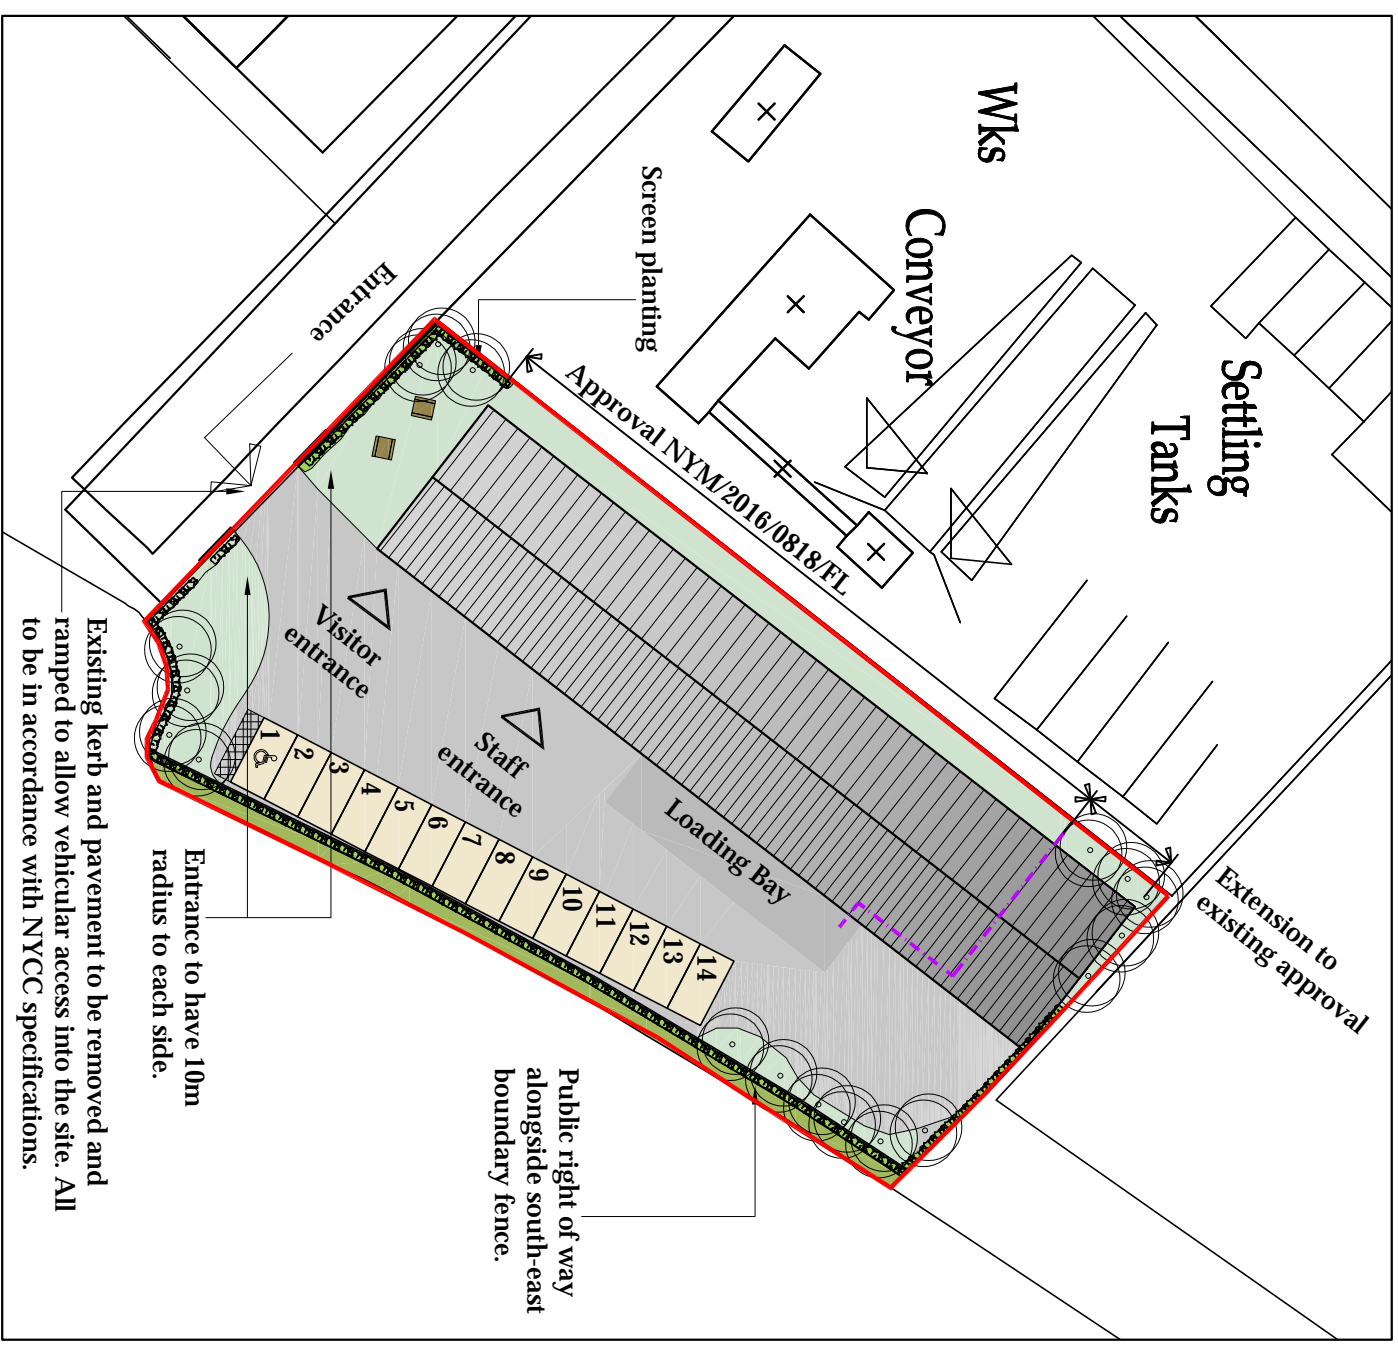 Wks
Conveyor
Settling
Tanks
Screen planting
Entrance
Approval NYM/2016/0818/FL
Extension to
existing approval
Visitor
entrance
Staff
entrance
Loading Bay
1
2
3
4
5
6
7
8
9
10
11
12
13
14
Public right of way
alongside south-east
boundary fence.
Entrance to have 10m
radius to each side.
Existing kerb and pavement to be removed and
ramped to allow vehicular access into the site. All
to be in accordance with NYCC specifications.